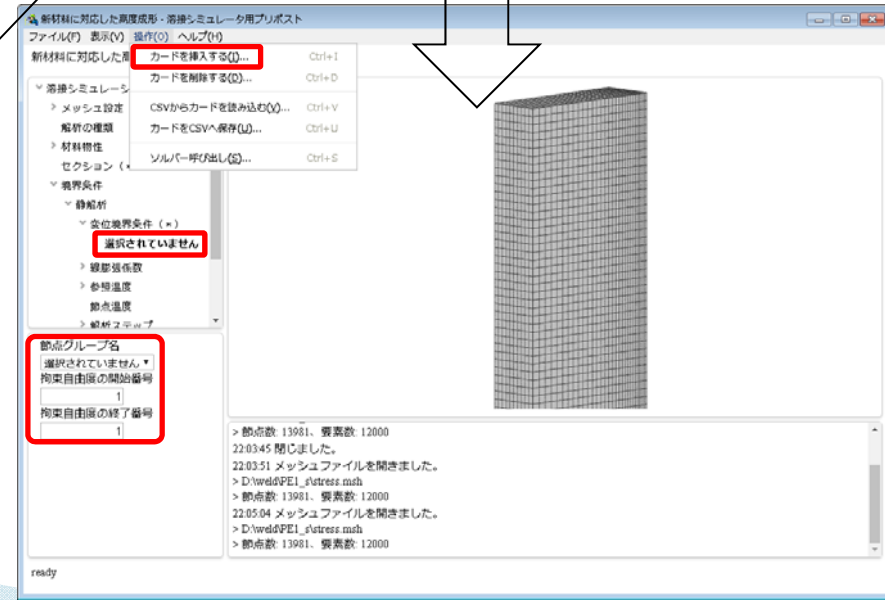 新材料に対応した高度成形・溶接シミュレータ用プリポスト
ファイル(F) 表示(V) 操作(O) ヘルプ(H)
新材料に対応した高
カードを挿入する(I)... Ctrl+I
カードを削除する(D)... Ctrl+D
CSVからカードを読み込む(V)... Ctrl+V
カードをCSVへ保存(U)... Ctrl+U
ソルバー呼び出し(S)... Ctrl+S
溶接シミュレーシ
メッシュ設定
解析の種類
材料物性
セクション (*
境界条件
静解析
変位境界条件 (*)
選択されていません
線膨張係数
参照温度
節点温度
解析ステップ
節点グループ名
選択されていません
拘束自由度の開始番号
1
拘束自由度の終了番号
1
> 節点数: 13981、要素数: 12000
22:03:45 閉じました。
22:03:51 メッシュファイルを開きました。
> D:\weld\PE1_s\stress.msh
> 節点数: 13981、要素数: 12000
22:05:04 メッシュファイルを開きました。
> D:\weld\PE1_s\stress.msh
> 節点数: 13981、要素数: 12000
ready